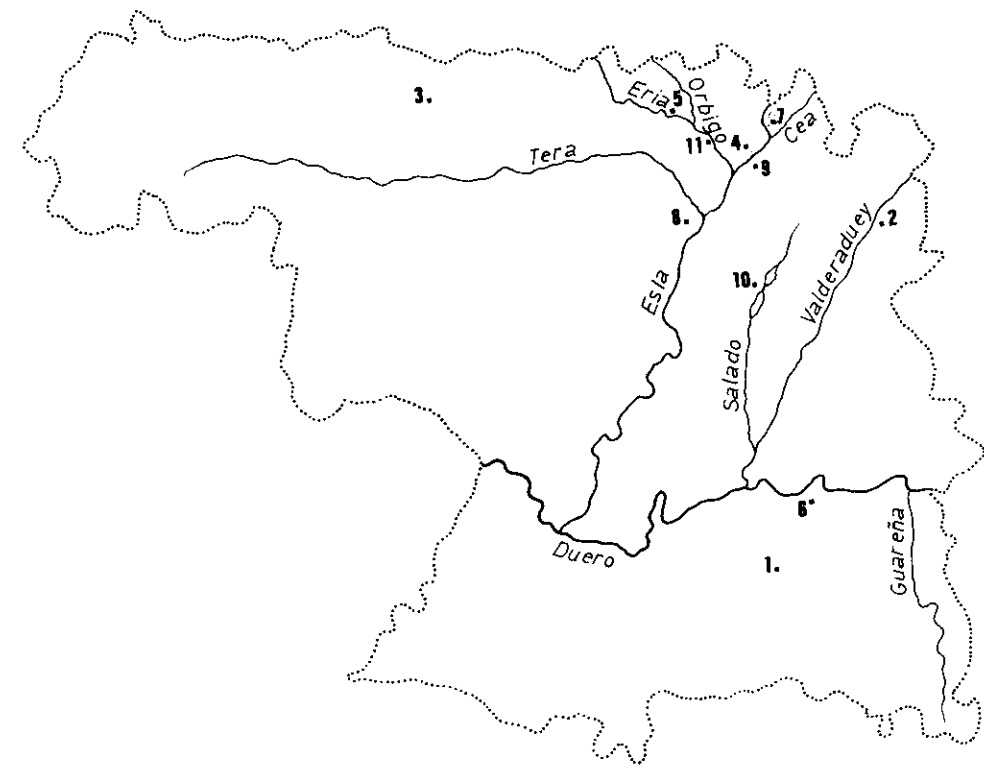 3.
Eria
5
Orbigo
7
Cea
11
4.
9
Tera
8.
2
Valderaduey
10.
Esla
Salado
6
Guareña
Duero
1.